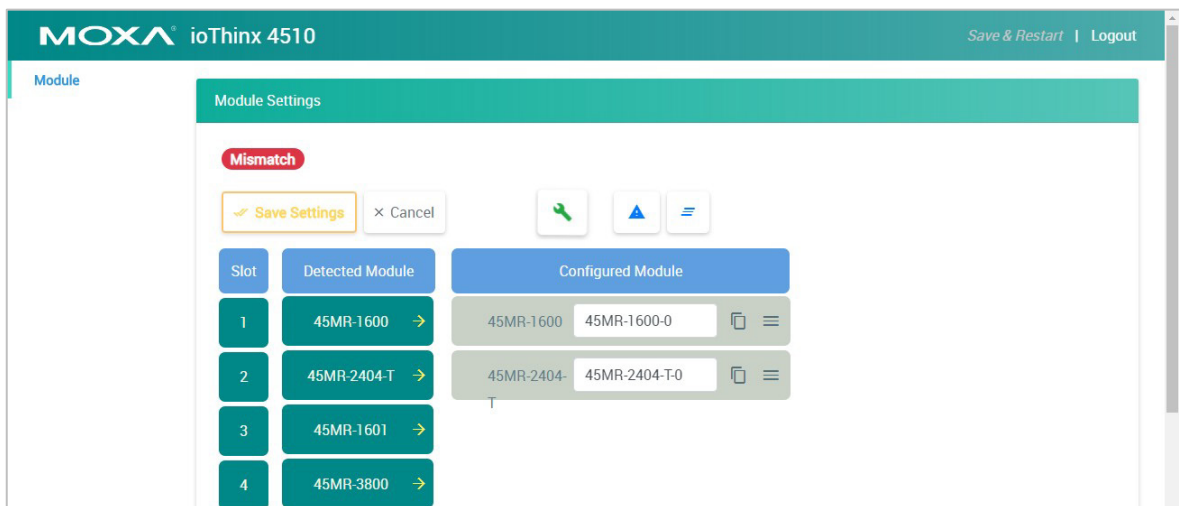 MOXA® ioThinx 4510 Save & Restart | Logout
Module
Module Settings
Mismatch
Save Settings × Cancel
Slot Detected Module Configured Module
1 45MR-1600 → 45MR-1600 45MR-1600-0
2 45MR-2404-T → 45MR-2404-T 45MR-2404-T-0
3 45MR-1601 →
4 45MR-3800 →